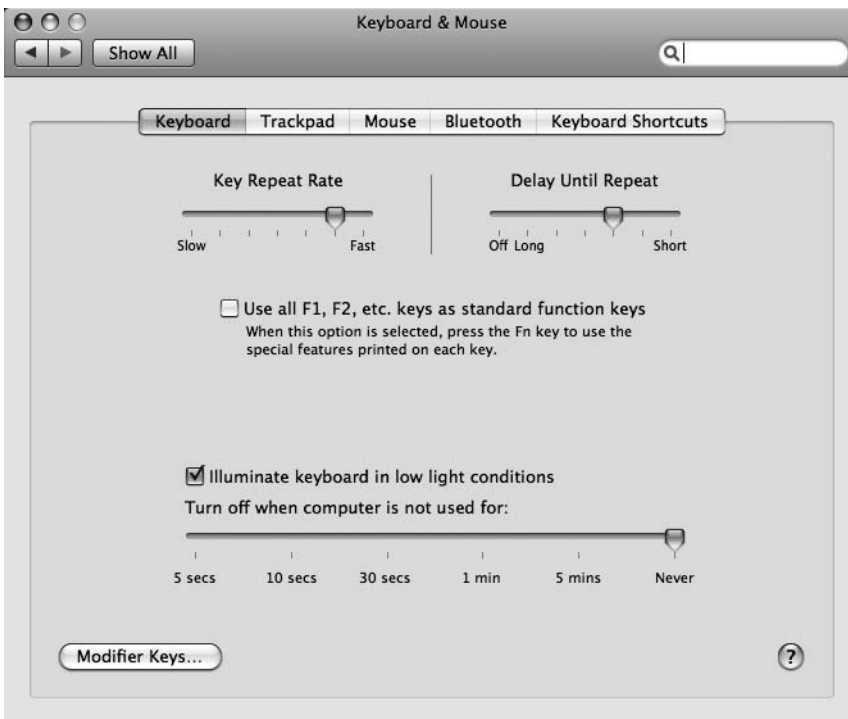 Keyboard & Mouse
Show All
Keyboard Trackpad Mouse Bluetooth Keyboard Shortcuts
Key Repeat Rate Delay Until Repeat
Slow Fast Off Long Short
Use all F1, F2, etc. keys as standard function keys
When this option is selected, press the Fn key to use the
special features printed on each key.
Illuminate keyboard in low light conditions
Turn off when computer is not used for:
5 secs 10 secs 30 secs 1 min 5 mins Never
Modifier Keys... ?